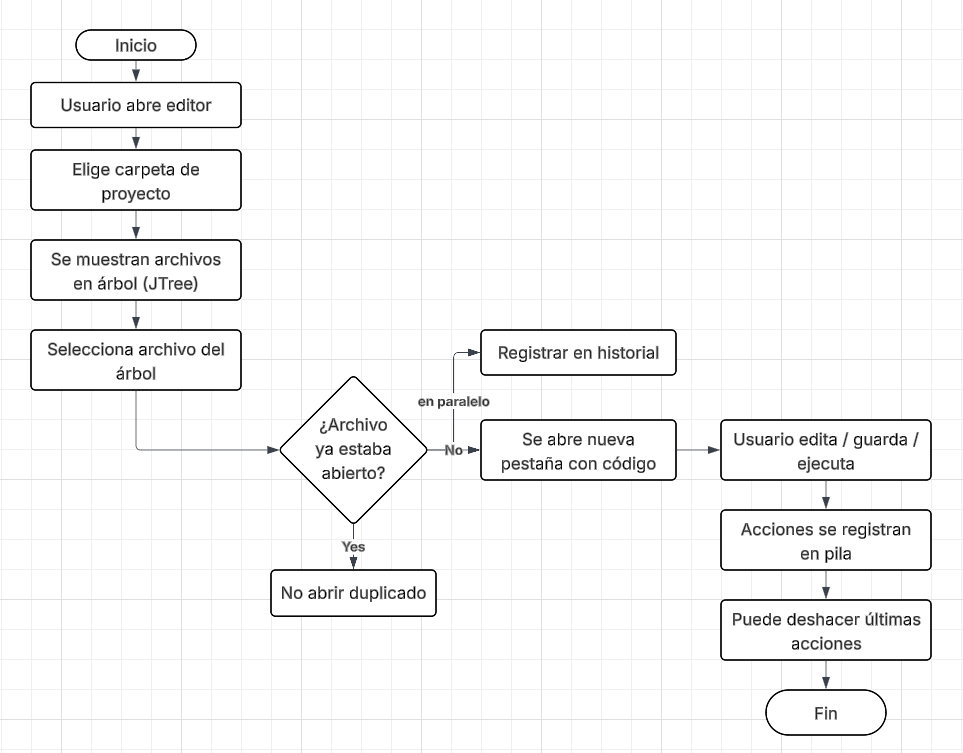 Inicio
Usuario abre editor
Elige carpeta de
proyecto
Se muestran archivos
en árbol (JTree)
Selecciona archivo del
árbol
¿Archivo
ya estaba
abierto?
Yes
No abrir duplicado
No
en paralelo
Registrar en historial
Se abre nueva
pestaña con código
Usuario edita / guarda /
ejecuta
Acciones se registran
en pila
Puede deshacer últimas
acciones
Fin